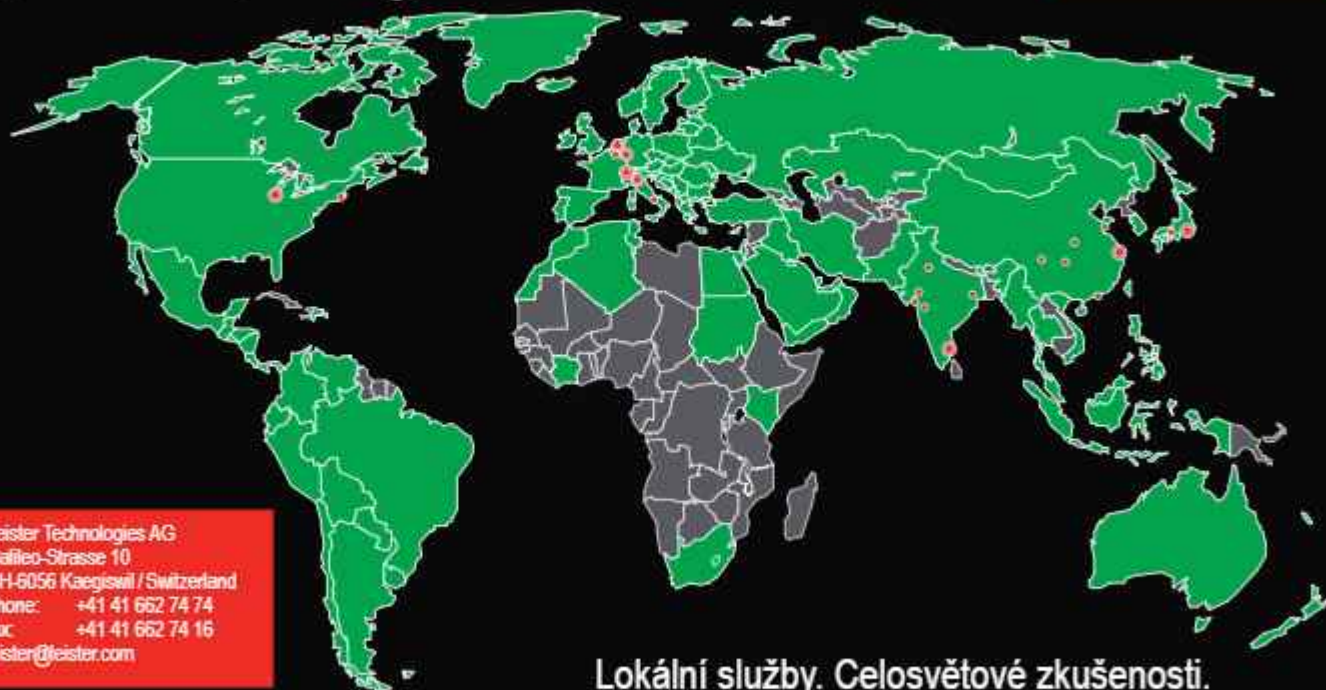 eister Technologies AG
alileo-Strasse 10
H-6056 Kaegiswil / Switzerland
hone: +41 41 662 74 74
ax: +41 41 662 74 16
ister@leister.com
Lokální služby. Celosvětové zkušenosti.